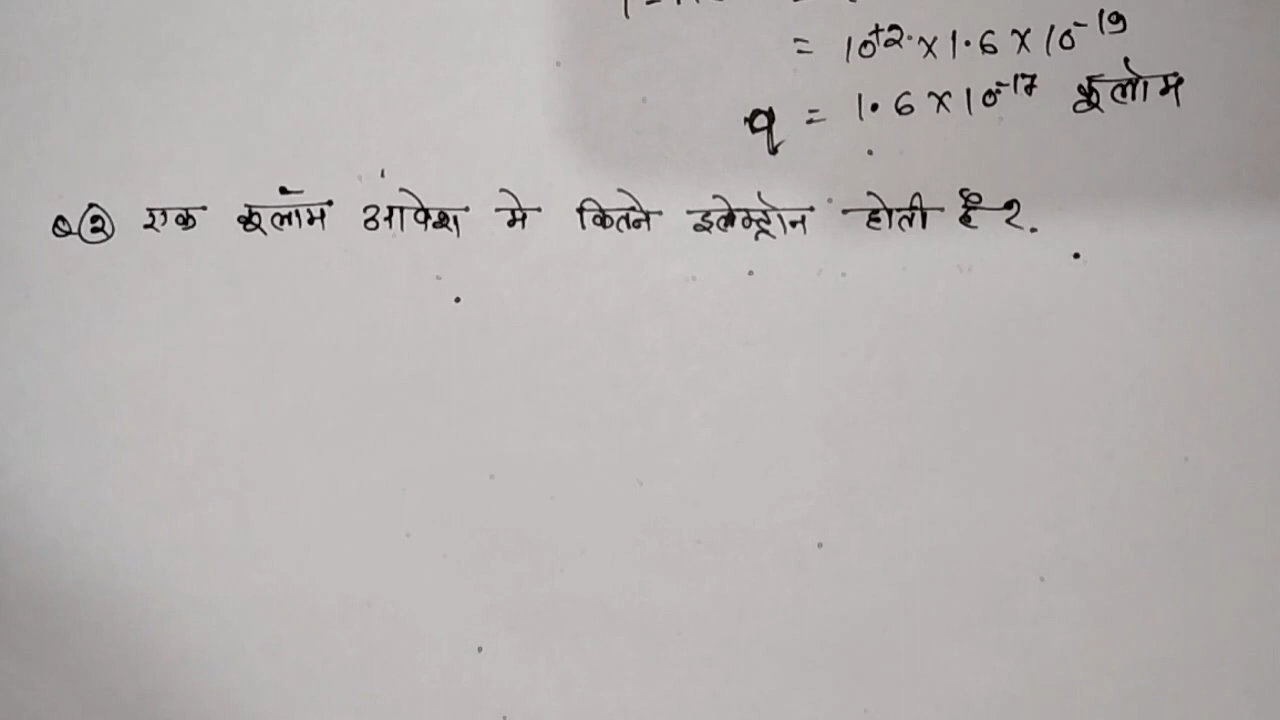 = 10⁺². × 1.6 × 10⁻¹⁹
q = 1.6 × 10⁻¹⁷ कूलोम
Q② एक कूलॉम आवेश मे कितने इलेक्ट्रोन होती है?.